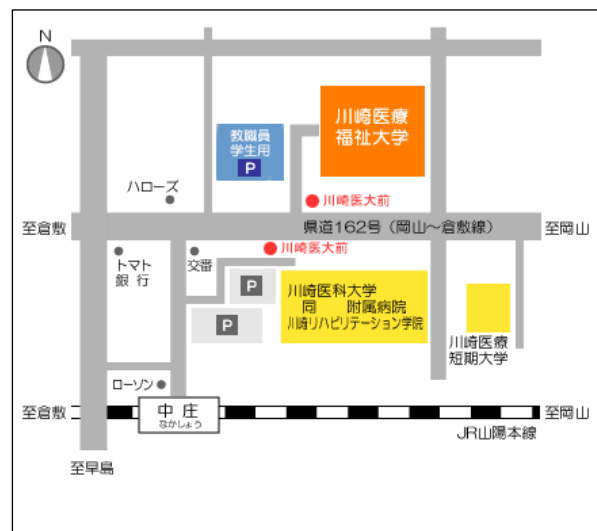 N
川崎医療
福祉大学
教職員
学生用
P
ハローズ
川崎医大前
至倉敷
県道162号(岡山~倉敷線)
至岡山
川崎医大前
トマト
銀行
交番
P
川崎医科大学
同 附属病院
川崎リハビリテーション学院
P
川崎医療
短期大学
ローソン
至倉敷
中庄
なかしょう
至岡山
JR山陽本線
至早島